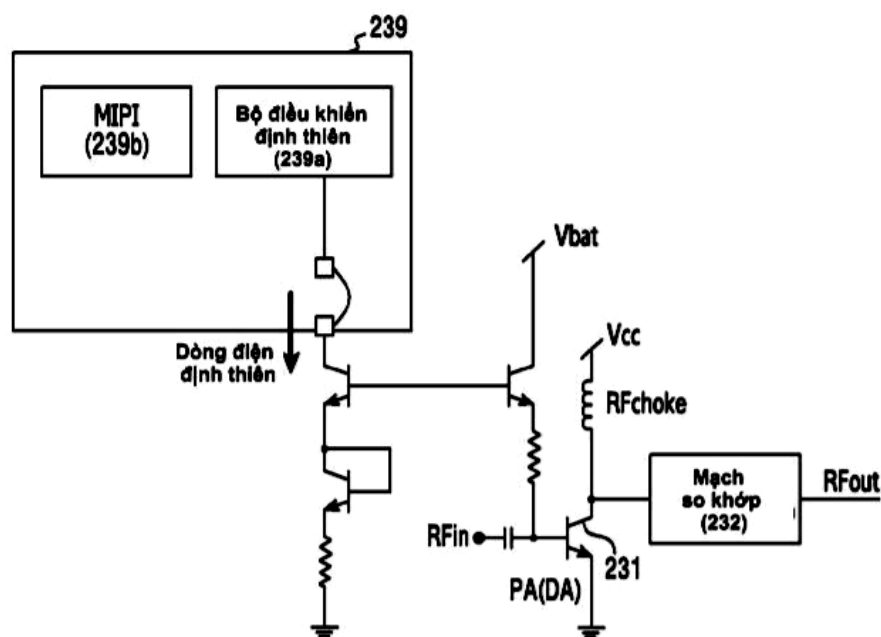 239
MIPI
(239b)
Bộ điều khiển
định thiên
(239a)
Dòng điện
định thiên
Vbat
Vcc
RFchoke
Mạch
so khớp
(232)
RFout
RFin
231
PA(DA)